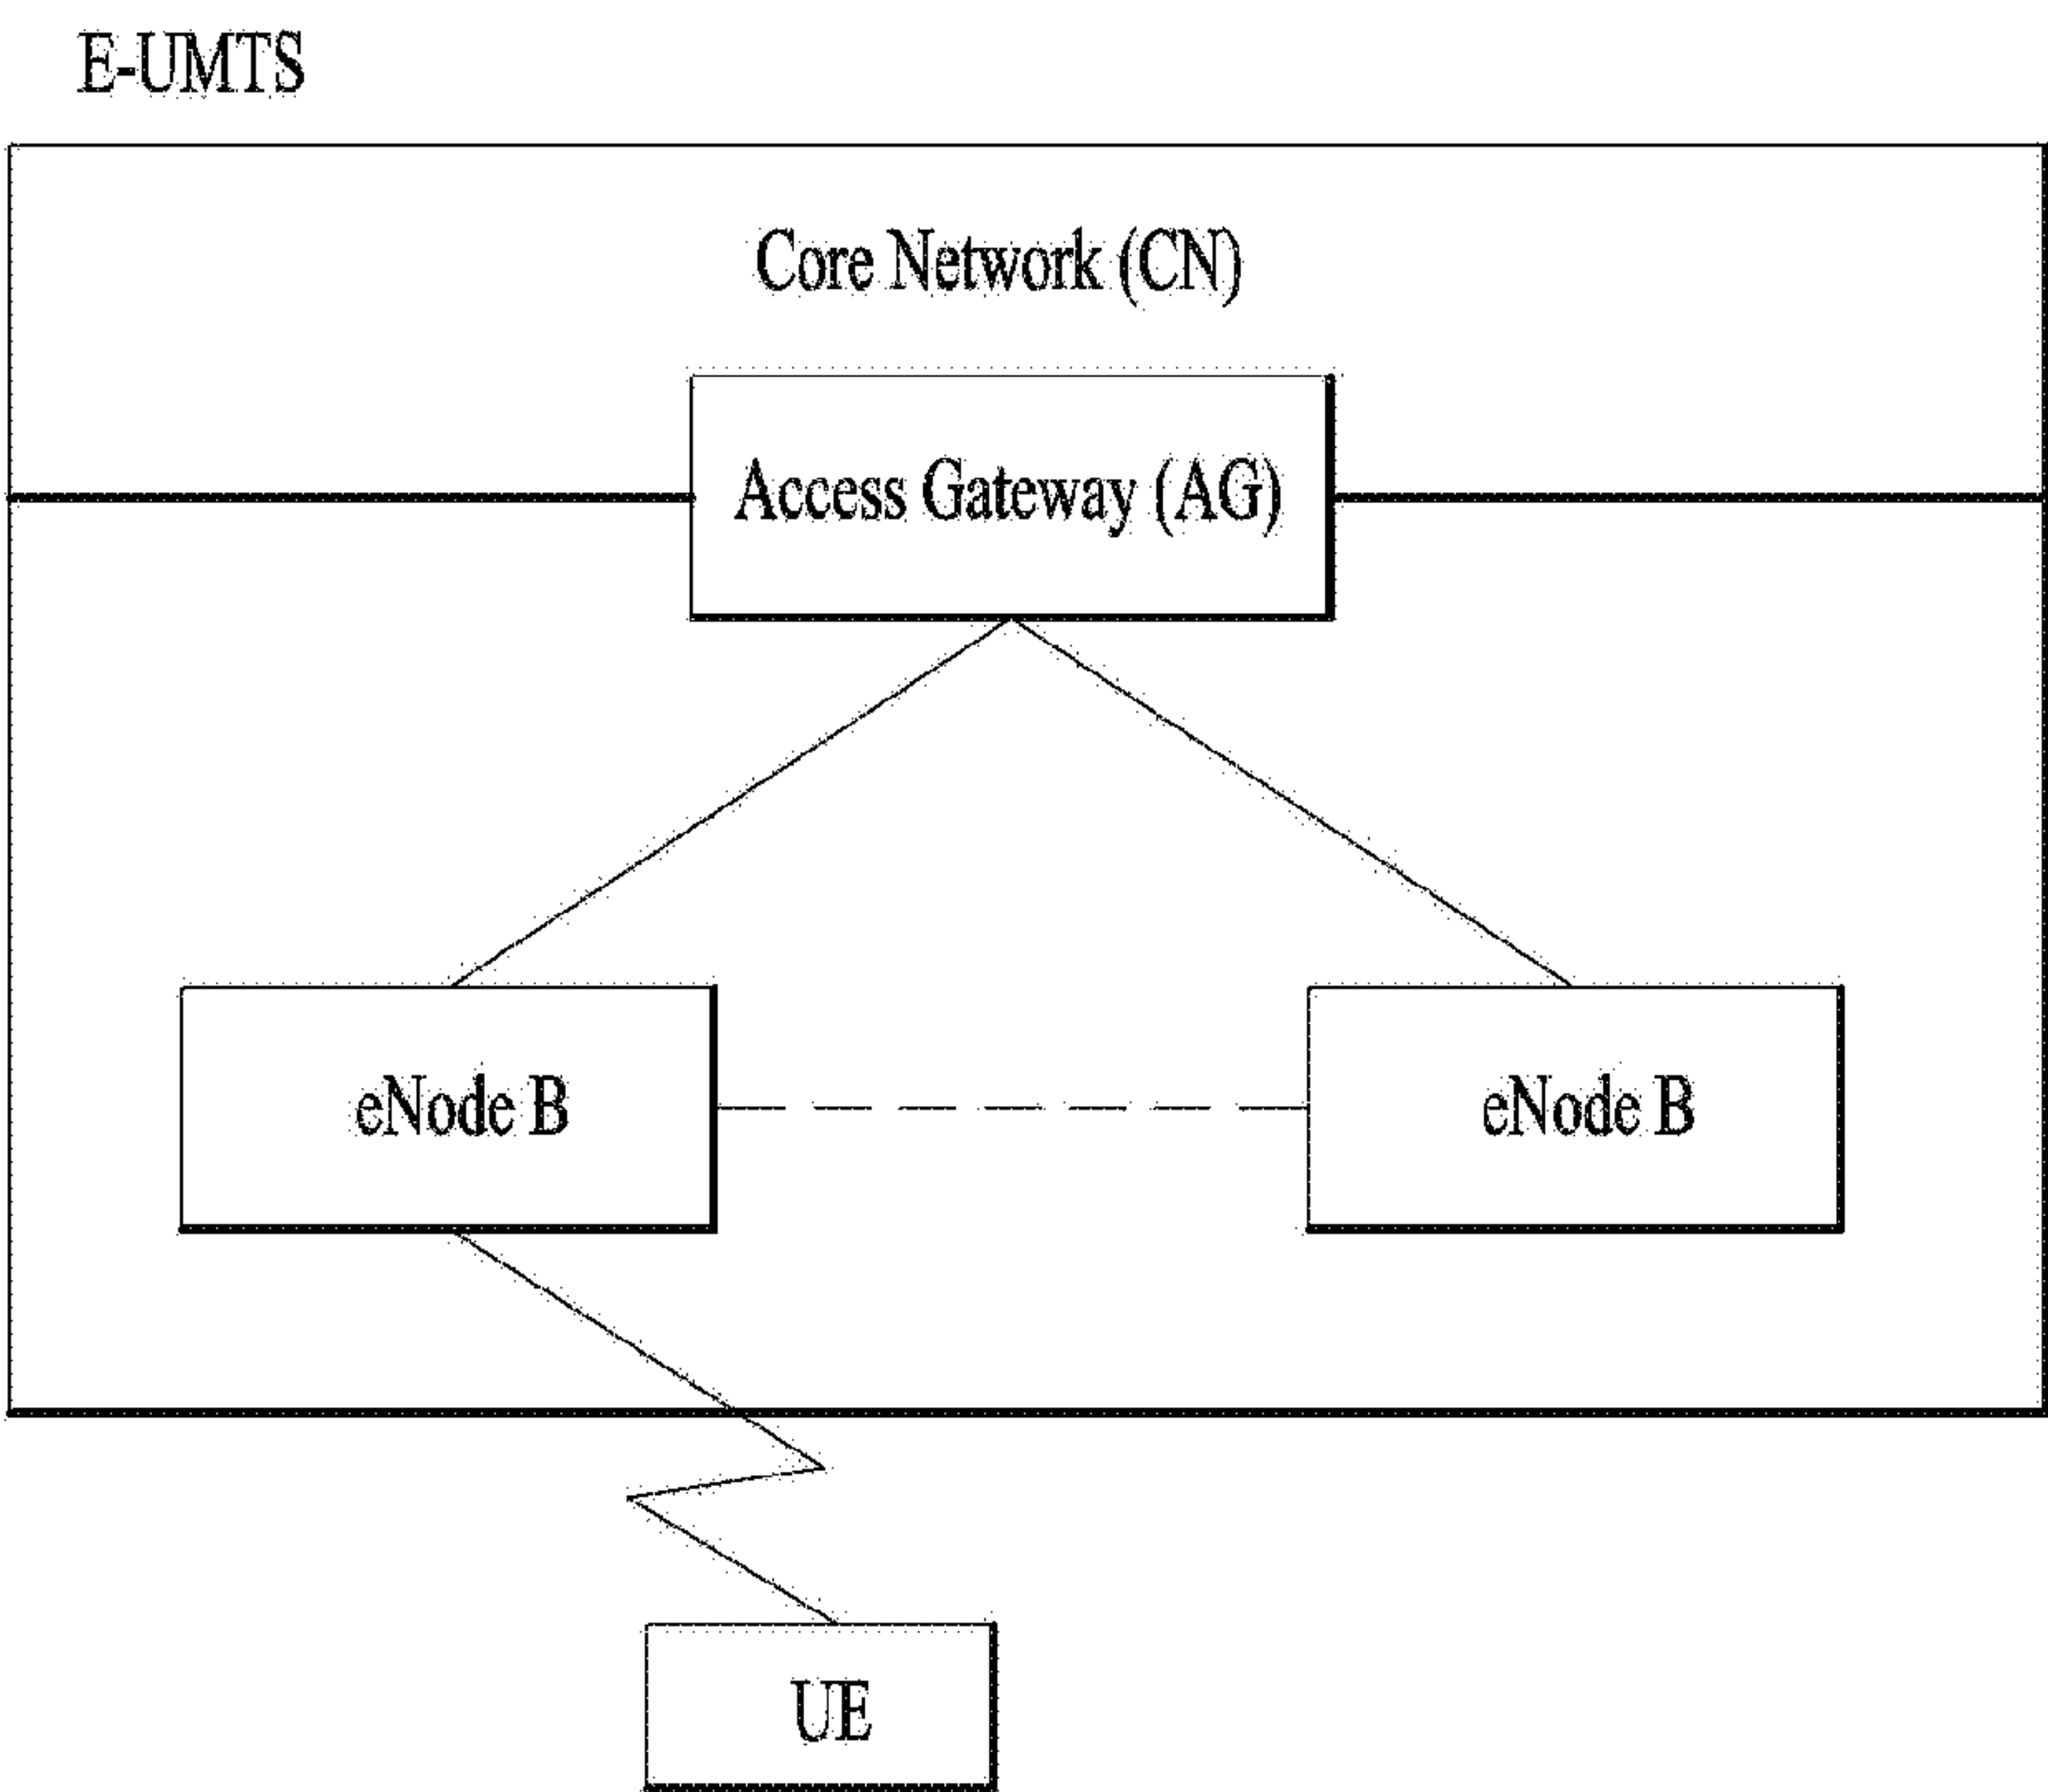 E-UMTS
Core Network (CN)
Access Gateway (AG)
eNode B
eNode B
UE